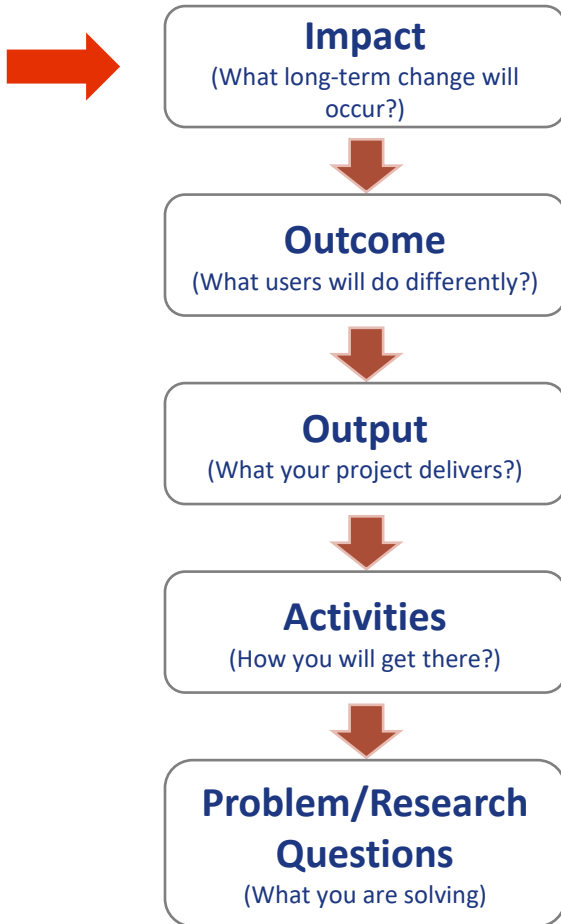 Impact
(What long-term change will
occur?)
Outcome
(What users will do differently?)
Output
(What your project delivers?)
Activities
(How you will get there?)
Problem/Research
Questions
(What you are solving)